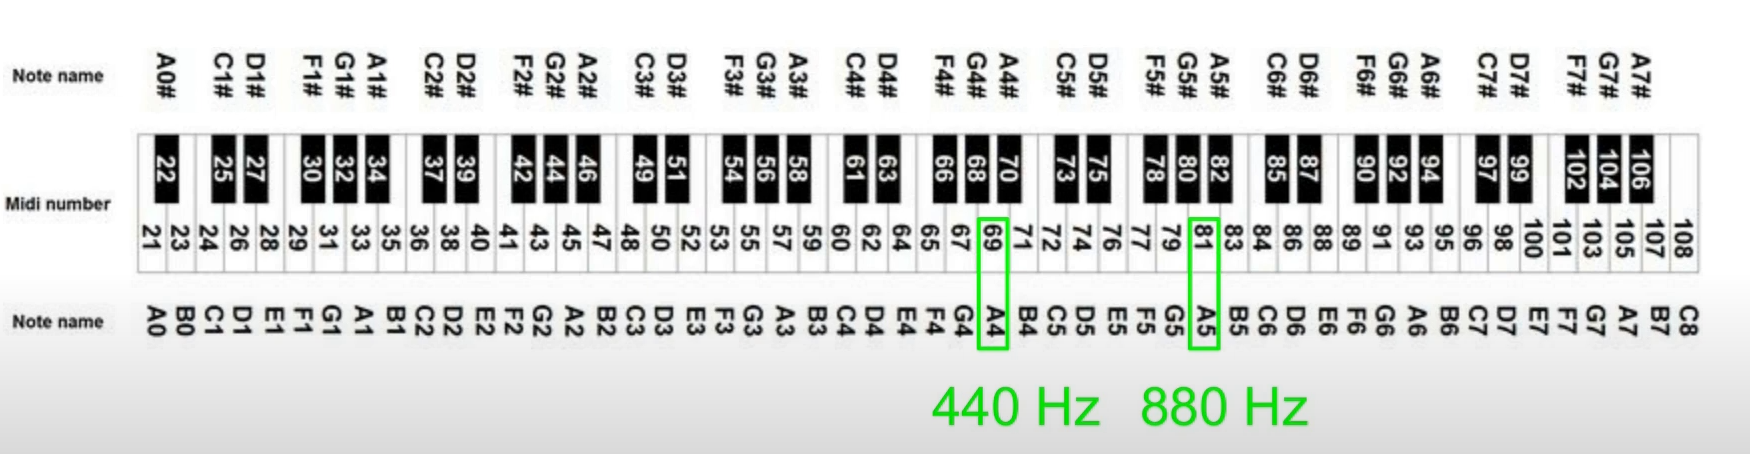 Note name A0# C1# D1# F1# G1# A1# C2# D2# F2# G2# A2# C3# D3# F3# G3# A3# C4# D4# F4# G4# A4# C5# D5# F5# G5# A5# C6# D6# F6# G6# A6# C7# D7# F7# G7# A7#
22 25 27 30 32 34 37 39 42 44 46 49 51 54 56 58 61 63 66 68 70 73 75 78 80 82 85 87 90 92 94 97 99 102 104 106
Midi number
21 23 24 26 28 29 31 33 35 36 38 40 41 43 45 47 48 50 52 53 55 57 59 60 62 64 65 67 69 71 72 74 76 77 79 81 83 84 86 88 89 91 93 95 96 98 100 101 103 105 107 108
Note name A0 B0 C1 D1 E1 F1 G1 A1 B1 C2 D2 E2 F2 G2 A2 B2 C3 D3 E3 F3 G3 A3 B3 C4 D4 E4 F4 G4 A4 B4 C5 D5 E5 F5 G5 A5 B5 C6 D6 E6 F6 G6 A6 B6 C7 D7 E7 F7 G7 A7 B7 C8
440 Hz 880 Hz